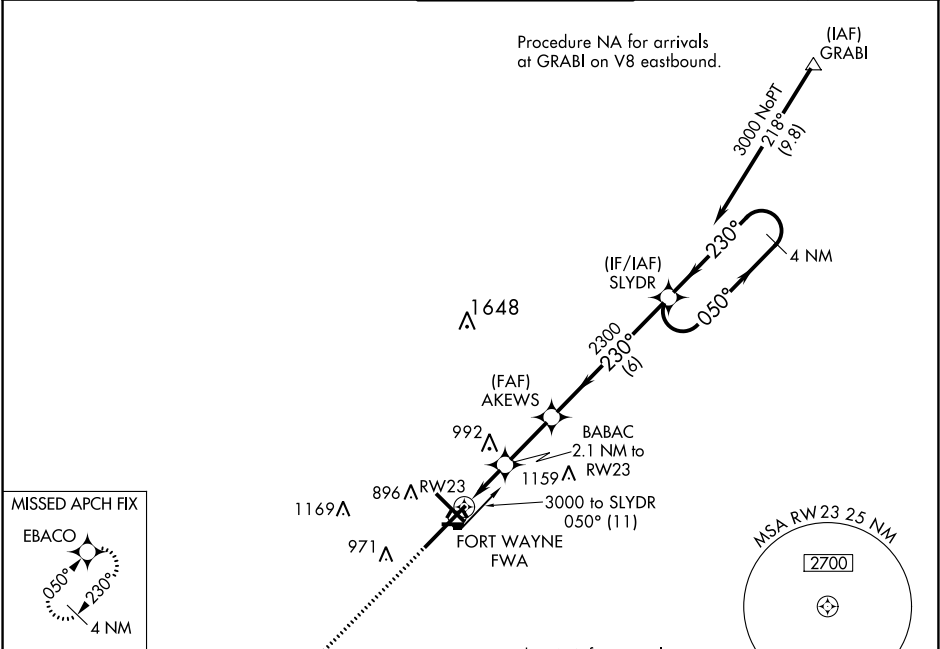 Procedure NA for arrivals
at GRABI on V8 eastbound.
(IAF)
GRABI
3000 NoPT
218°
(9.8)
230°
4 NM
050°
(IF/IAF)
SLYDR
1648
2300
230°
(6)
(FAF)
AKEWS
992
BABAC
2.1 NM to
RW23
1159
896
RW23
1169
3000 to SLYDR
050° (11)
971
FORT WAYNE
FWA
MISSED APCH FIX
EBACO
050°
230°
4 NM
MSA RW 23 25 NM
2700